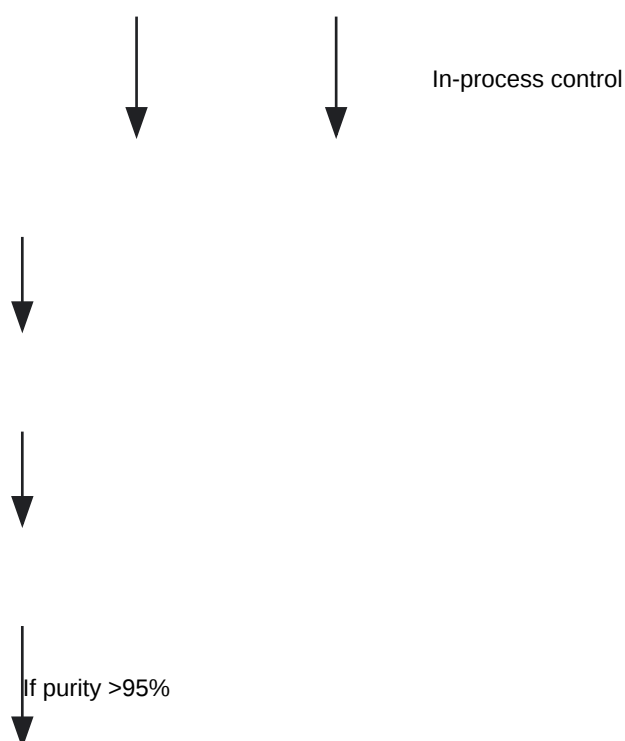 In-process control
If purity >95%